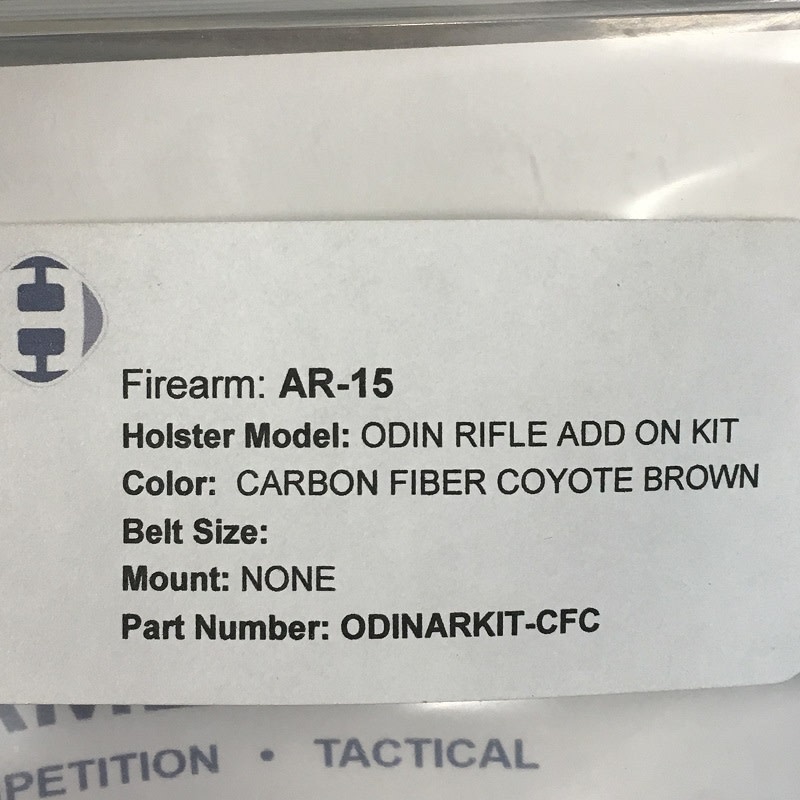 Firearm: AR-15
Holster Model: ODIN RIFLE ADD ON KIT
Color: CARBON FIBER COYOTE BROWN
Belt Size:
Mount: NONE
Part Number: ODINARKIT-CFC
PETITION • TACTICAL